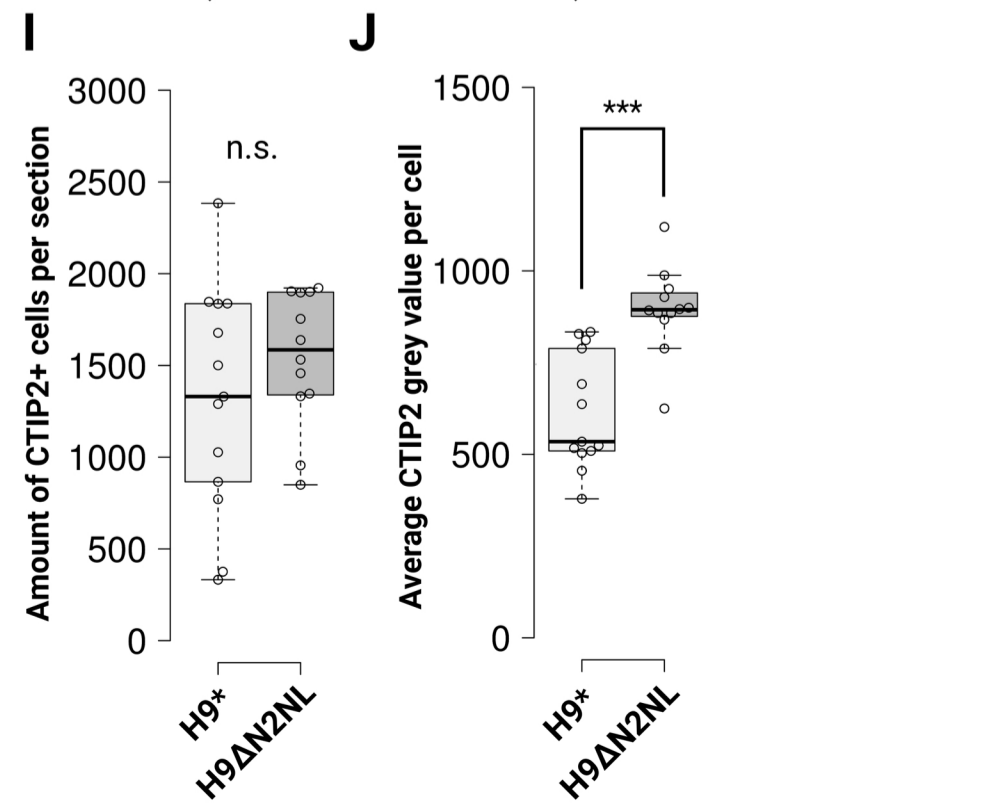 I
Amount of CTIP2+ cells per section
3000
2500
2000
1500
1000
500
0
n.s.
H9*
H9ΔN2NL
J
Average CTIP2 grey value per cell
1500
1000
500
0
***
H9*
H9ΔN2NL